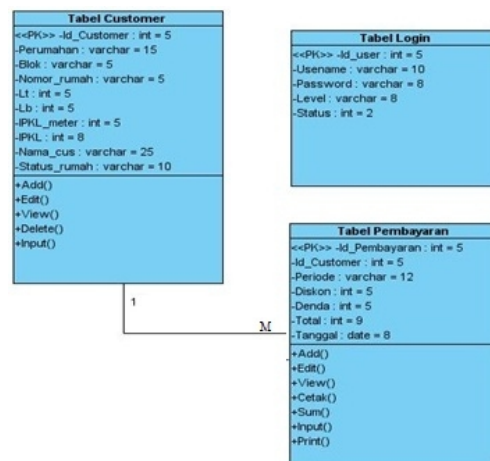 Tabel Customer
<<PK>> -Id_Customer : int = 5
-Perumahan : varchar = 15
-Blok : varchar = 5
-Nomor_rumah : varchar = 5
-Lt : int = 5
-Lb : int = 5
-IPKL_meter : int = 5
-IPKL : int = 8
-Nama_cus : varchar = 25
-Status_rumah : varchar = 10
+Add()
+Edit()
+View()
+Delete()
+Input()
Tabel Login
<<PK>> -Id_user : int = 5
-Usename : varchar = 10
-Password : varchar = 8
-Level : varchar = 8
-Status : int = 2
1
M
Tabel Pembayaran
<<PK>> -Id_Pembayaran : int = 5
-Id_Customer : int = 5
-Periode : varchar = 12
-Diskon : int = 5
-Denda : int = 5
-Total : int = 9
-Tanggal : date = 8
+Add()
+Edit()
+View()
+Cetak()
+Sum()
+Input()
+Print()